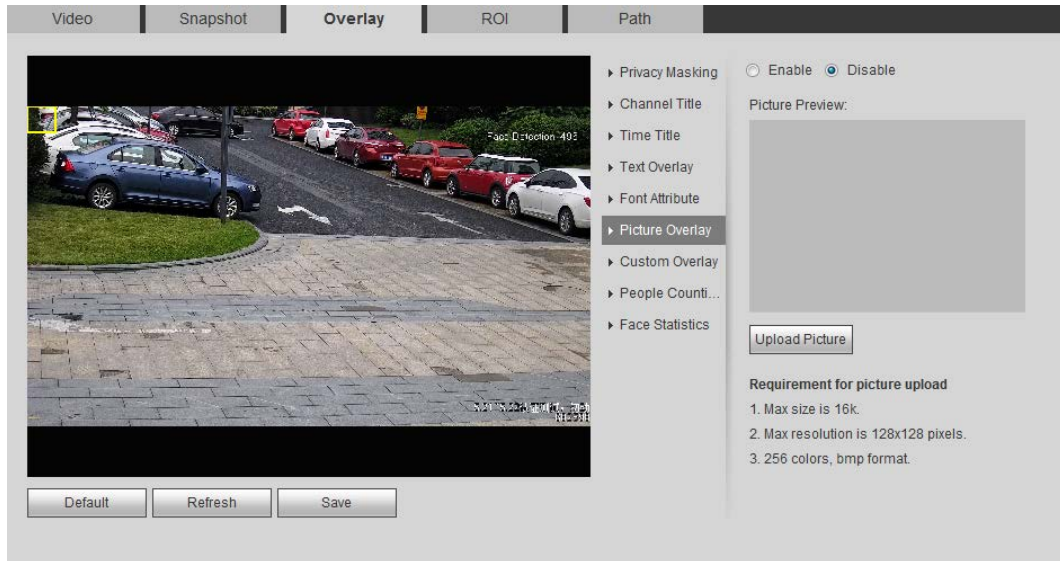 Video
Snapshot
Overlay
ROI
Path
Face Detection
Privacy Masking
Channel Title
Time Title
Text Overlay
Font Attribute
Picture Overlay
Custom Overlay
People Counti...
Face Statistics
Enable
Disable
Picture Preview:
Upload Picture
Requirement for picture upload
1. Max size is 16k.
2. Max resolution is 128x128 pixels.
3. 256 colors, bmp format.
Default
Refresh
Save